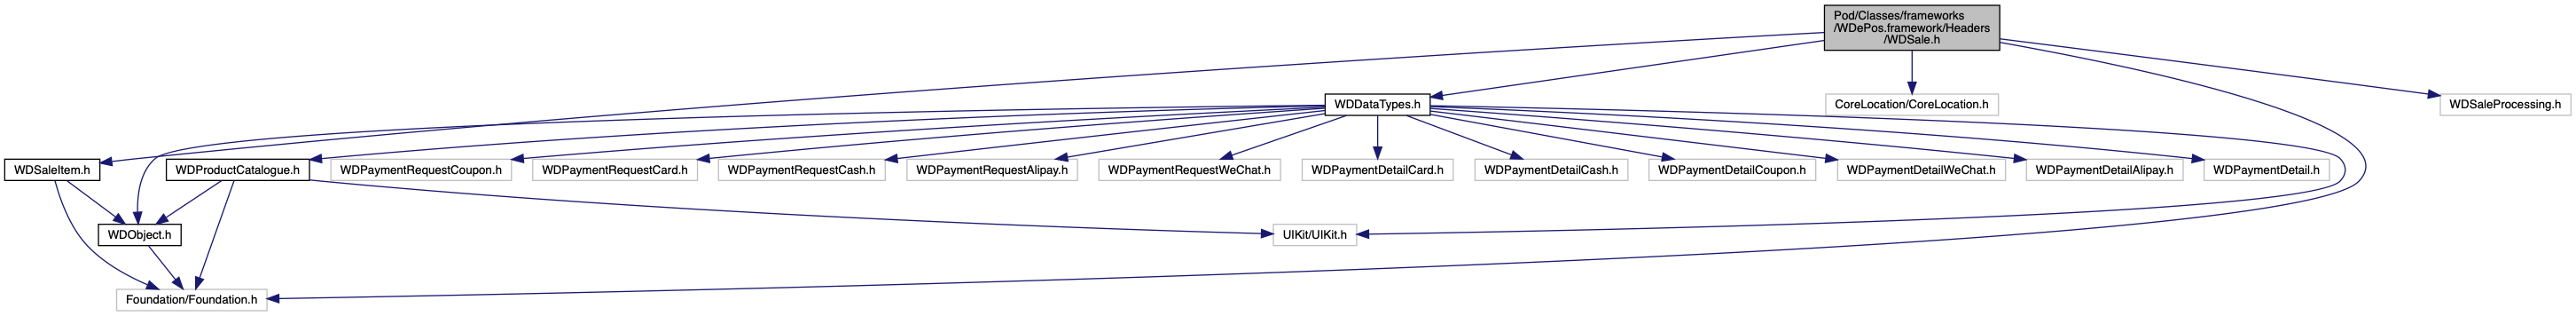 Pod/Classes/frameworks
/WDePos.framework/Headers
/WDSale.h
WDDataTypes.h
CoreLocation/CoreLocation.h
WDSaleProcessing.h
WDSaleItem.h
WDProductCatalogue.h
WDPaymentRequestCoupon.h
WDPaymentRequestCard.h
WDPaymentRequestCash.h
WDPaymentRequestAlipay.h
WDPaymentRequestWeChat.h
WDPaymentDetailCard.h
WDPaymentDetailCash.h
WDPaymentDetailCoupon.h
WDPaymentDetailWeChat.h
WDPaymentDetailAlipay.h
WDPaymentDetail.h
WDObject.h
UIKit/UIKit.h
Foundation/Foundation.h